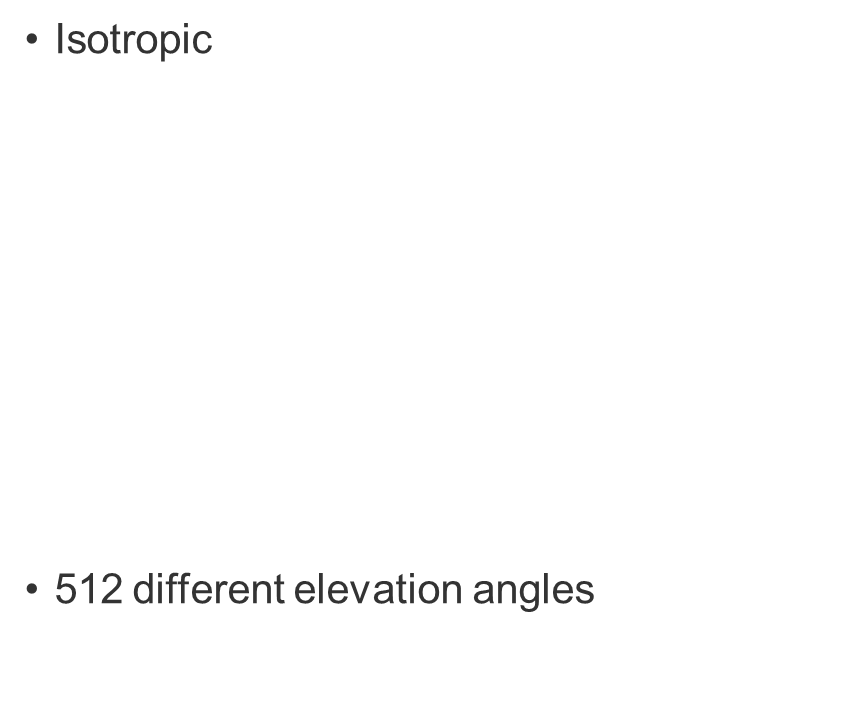 • Isotropic
• 512 different elevation angles